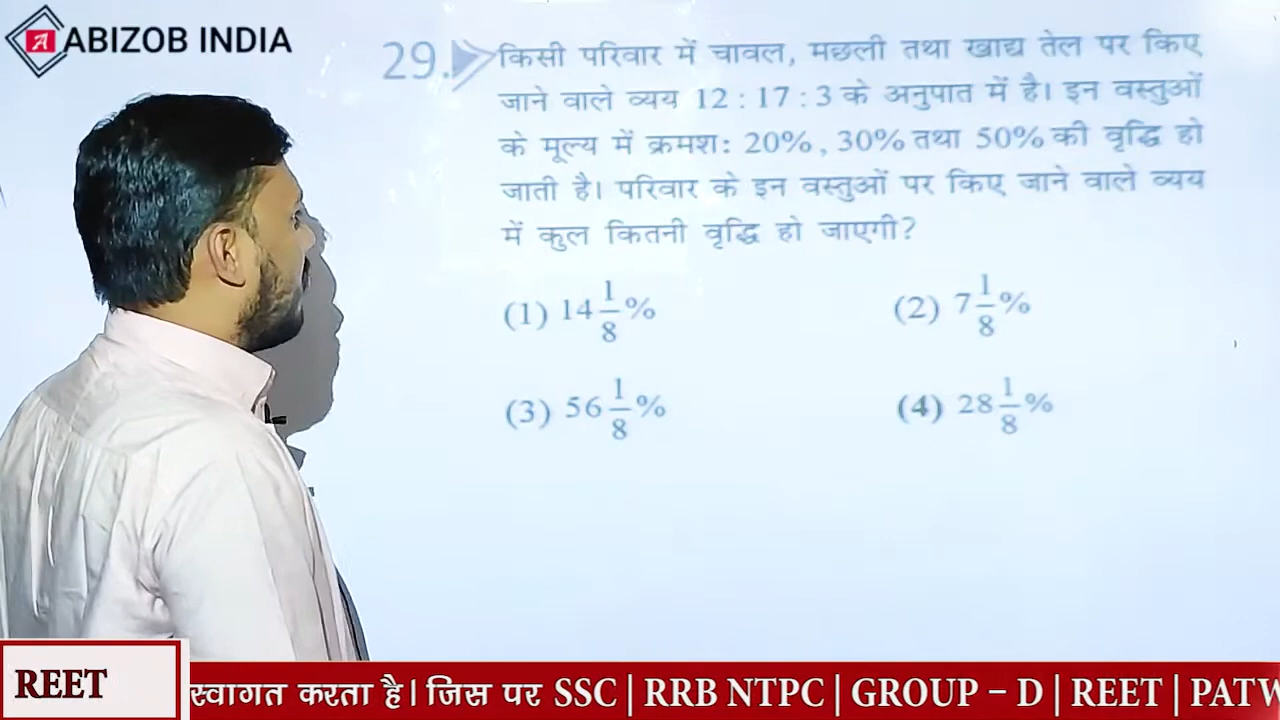 ABIZOB INDIA
29. किसी परिवार में चावल, मछली तथा खाद्य तेल पर किए
जाने वाले व्यय 12 : 17 : 3 के अनुपात में है। इन वस्तुओं
के मूल्य में क्रमश: 20%, 30% तथा 50% की वृद्धि हो
जाती है। परिवार के इन वस्तुओं पर किए जाने वाले व्यय
में कुल कितनी वृद्धि हो जाएगी?
(1) 14 1/8 % (2) 7 1/8 %
(3) 56 1/8 % (4) 28 1/8 %
REET
स्वागत करता है। जिस पर SSC | RRB NTPC | GROUP – D | REET | PATW